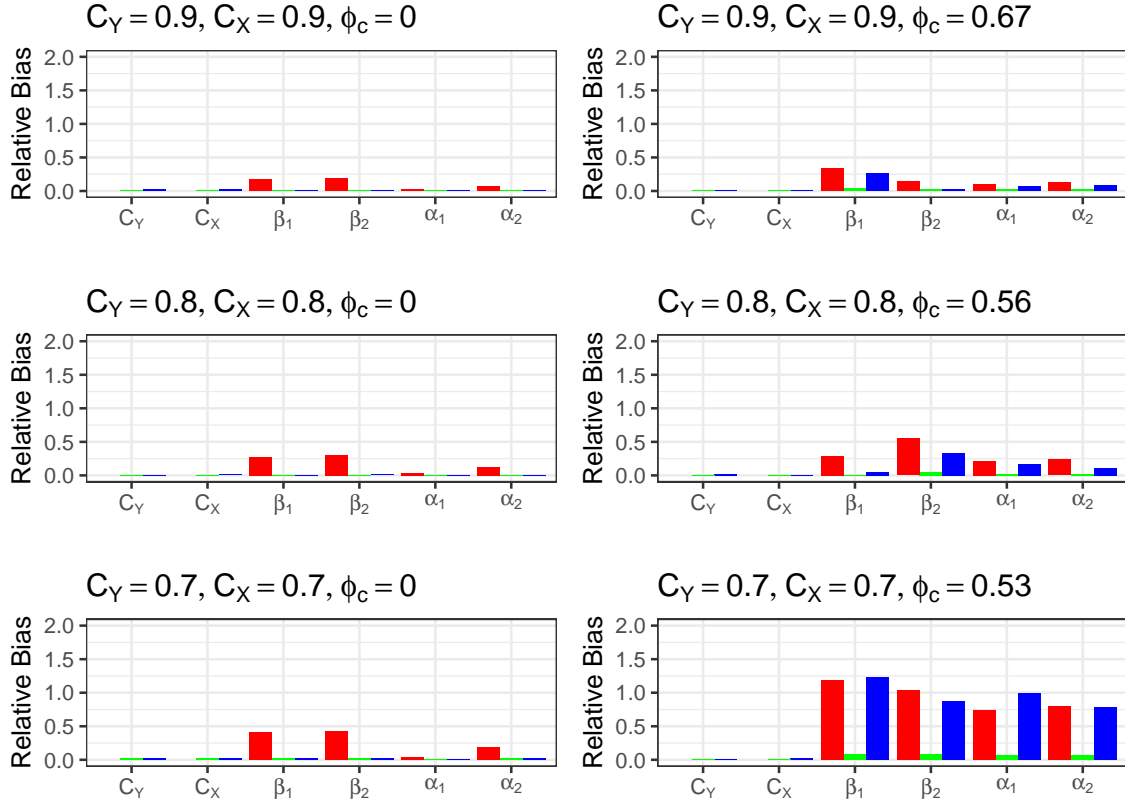 C_Y = 0.9, C_X = 0.9, ϕ_c = 0
Relative Bias
2.0
1.5
1.0
0.5
0.0
C_Y C_X β_1 β_2 α_1 α_2
C_Y = 0.9, C_X = 0.9, ϕ_c = 0.67
Relative Bias
2.0
1.5
1.0
0.5
0.0
C_Y C_X β_1 β_2 α_1 α_2
C_Y = 0.8, C_X = 0.8, ϕ_c = 0
Relative Bias
2.0
1.5
1.0
0.5
0.0
C_Y C_X β_1 β_2 α_1 α_2
C_Y = 0.8, C_X = 0.8, ϕ_c = 0.56
Relative Bias
2.0
1.5
1.0
0.5
0.0
C_Y C_X β_1 β_2 α_1 α_2
C_Y = 0.7, C_X = 0.7, ϕ_c = 0
Relative Bias
2.0
1.5
1.0
0.5
0.0
C_Y C_X β_1 β_2 α_1 α_2
C_Y = 0.7, C_X = 0.7, ϕ_c = 0.53
Relative Bias
2.0
1.5
1.0
0.5
0.0
C_Y C_X β_1 β_2 α_1 α_2